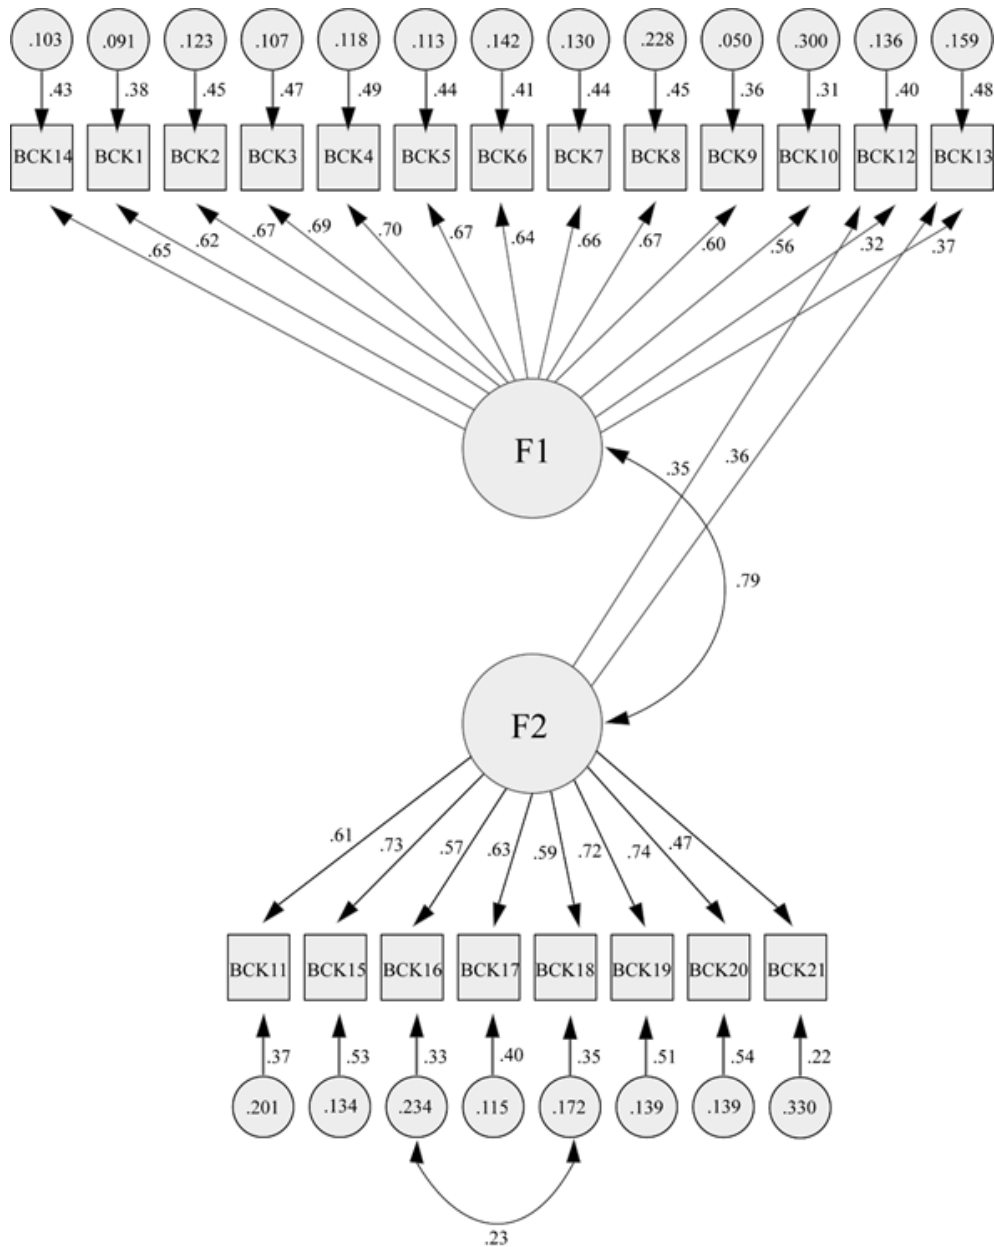 .103 .091 .123 .107 .118 .113 .142 .130 .228 .050 .300 .136 .159
.43 .38 .45 .47 .49 .44 .41 .44 .45 .36 .31 .40 .48
BCK14 BCK1 BCK2 BCK3 BCK4 BCK5 BCK6 BCK7 BCK8 BCK9 BCK10 BCK12 BCK13
.65 .62 .67 .69 .70 .67 .64 .66 .67 .60 .56 .32 .37
F1
.35 .36
.79
F2
.61 .73 .57 .63 .59 .72 .74 .47
BCK11 BCK15 BCK16 BCK17 BCK18 BCK19 BCK20 BCK21
.37 .53 .33 .40 .35 .51 .54 .22
.201 .134 .234 .115 .172 .139 .139 .330
.23